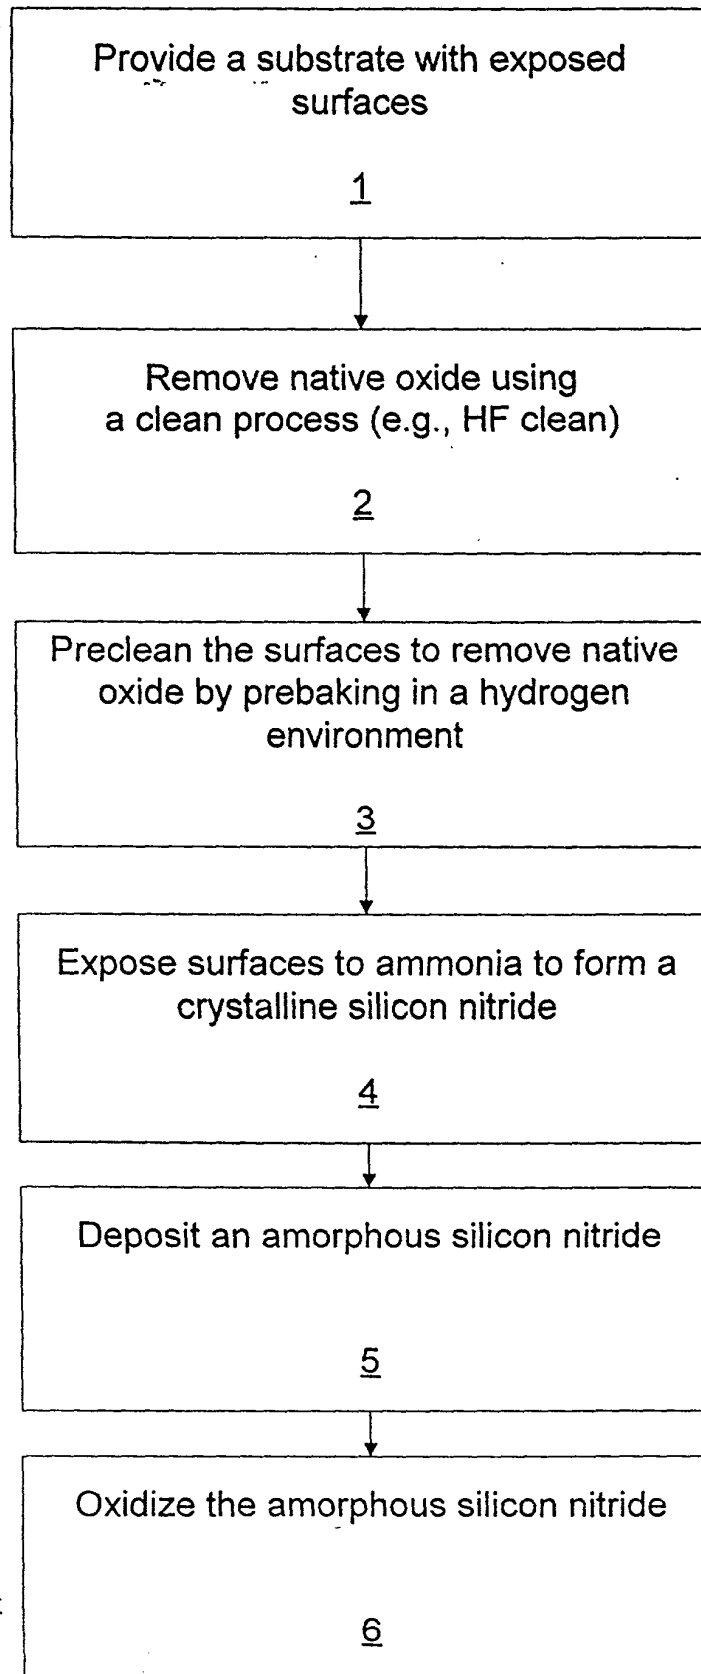 Provide a substrate with exposed
surfaces
1
Remove native oxide using
a clean process (e.g., HF clean)
2
Preclean the surfaces to remove native
oxide by prebaking in a hydrogen
environment
3
Expose surfaces to ammonia to form a
crystalline silicon nitride
4
Deposit an amorphous silicon nitride
5
Oxidize the amorphous silicon nitride
6